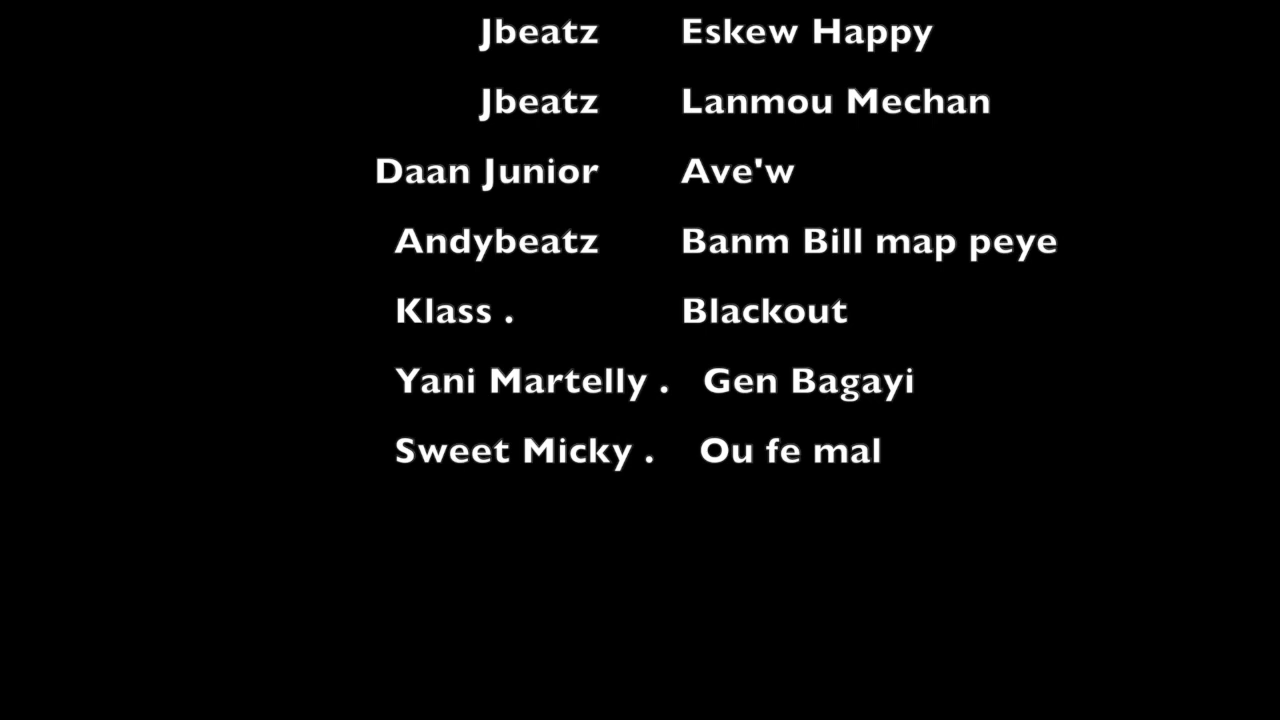 Jbeatz Eskew Happy
Jbeatz Lanmou Mechan
Daan Junior Ave'w
Andybeatz Banm Bill map peye
Klass . Blackout
Yani Martelly . Gen Bagayi
Sweet Micky . Ou fe mal